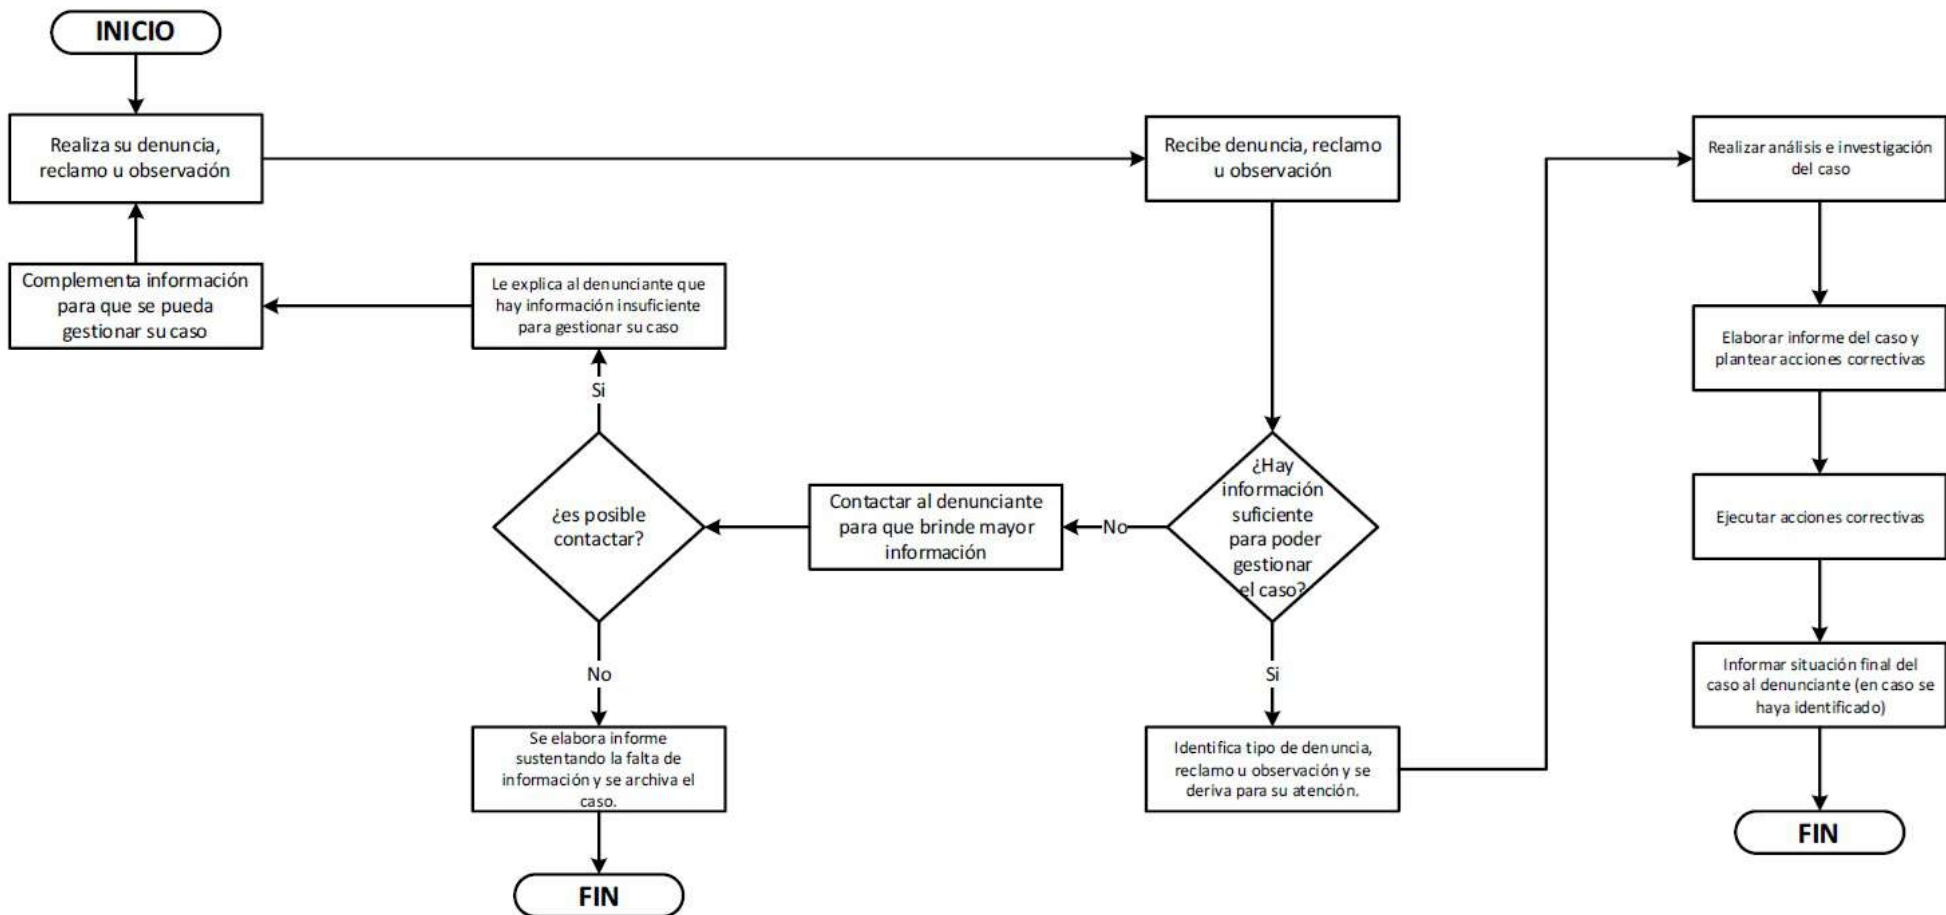 INICIO
Realiza su denuncia,
reclamo u observación
Recibe denuncia, reclamo
u observación
Realizar análisis e investigación
del caso
Complementa información
para que se pueda
gestionar su caso
Le explica al denunciante que
hay información insuficiente
para gestionar su caso
Si
Elaborar informe del caso y
plantear acciones correctivas
¿es posible
contactar?
Contactar al denunciante
para que brinde mayor
información
No
¿Hay
información
suficiente
para poder
gestionar
el caso?
Ejecutar acciones correctivas
No
Si
Se elabora informe
sustentando la falta de
información y se archiva el
caso.
Identifica tipo de denuncia,
reclamo u observación y se
deriva para su atención.
Informar situación final del
caso al denunciante (en caso se
haya identificado)
FIN
FIN